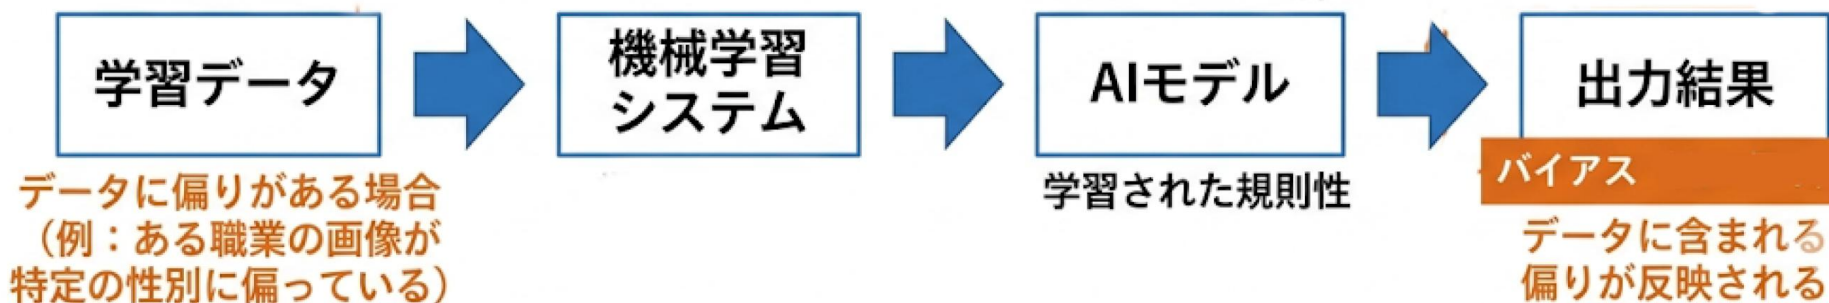 学習データ
機械学習
システム
AIモデル
出力結果
データに偏りがある場合
（例：ある職業の画像が
特定の性別に偏っている）
学習された規則性
バイアス
データに含まれる
偏りが反映される